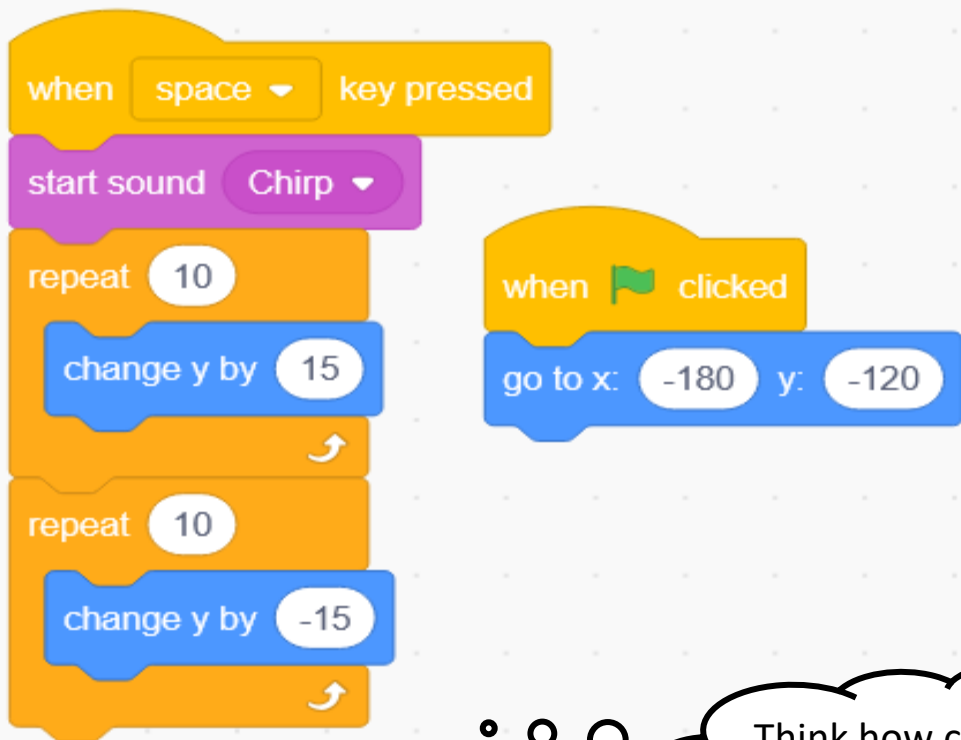 when space key pressed
start sound Chirp
repeat 10
change y by 15
repeat 10
change y by -15
when clicked
go to x: -180 y: -120
Think how